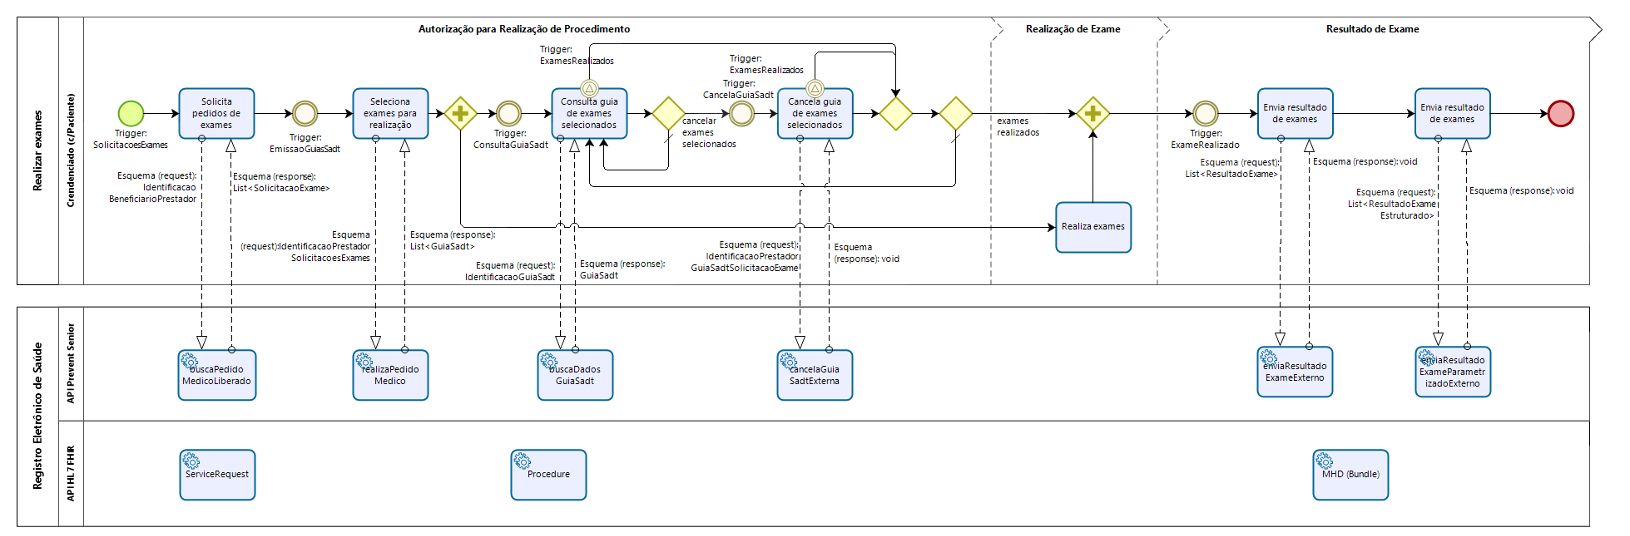 Autorização para Realização de Procedimento
Realização de Ezame
Resultado de Exame
Realizar exames
Crendenciado (c/Paciente)
Trigger:
SolicitacoesExames
Solicita
pedidos de
exames
Trigger:
EmissaoGuiasSadt
Seleciona
exames para
realização
Trigger:
ConsultaGuiaSadt
Trigger:
ExamesRealizados
Consulta guia
de exames
selecionados
cancelar
exames
selecionados
Trigger:
ExamesRealizados
Trigger:
CancelaGuiaSadt
Cancela guia
de exames
selecionados
exames
realizados
Realiza exames
Trigger:
ExameRealizado
Envia resultado
de exames
Envia resultado
de exames
Esquema (request):
Identificacao
BeneficiarioPrestador
Esquema (response):
List<SolicitacaoExame>
Esquema
(request):IdentificacaoPrestador
SolicitacoesExames
Esquema (response):
List<GuiaSadt>
Esquema (request):
IdentificacaoGuiaSadt
Esquema (response):
GuiaSadt
Esquema (request):
IdentificacaoPrestador
GuiaSadtSolicitacaoExame
Esquema
(response): void
Esquema (request):
List<ResultadoExame>
Esquema (response): void
Esquema (request):
List<ResultadoExame
Estruturado>
Esquema (response): void
Registro Eletrônico de Saúde
API Prevent Senior
buscaPedido
MedicoLiberado
realizaPedido
Medico
buscaDados
GuiaSadt
cancelaGuia
SadtExterna
enviaResultado
ExameExterno
enviaResultado
ExameParametr
izadoExterno
API HL7 FHIR
ServiceRequest
Procedure
MHD (Bundle)